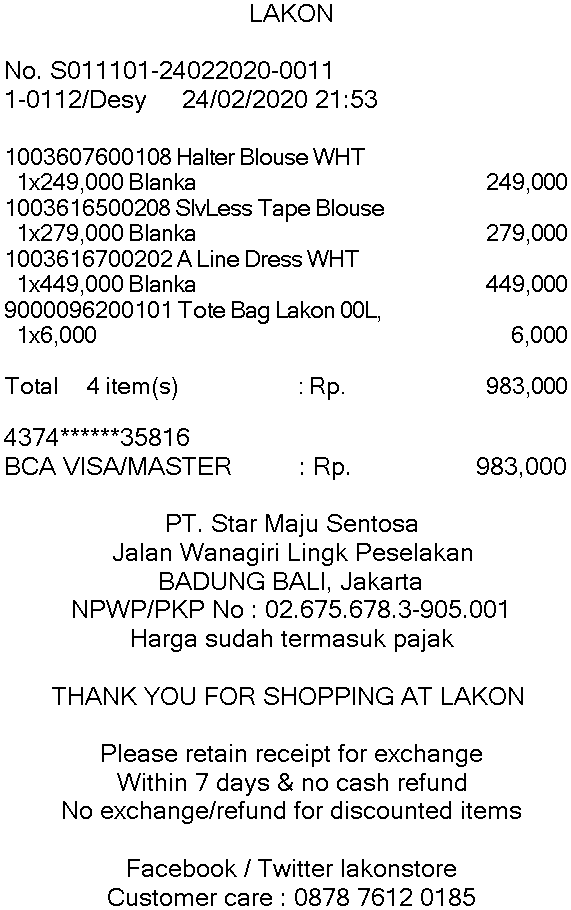 LAKON
No. S011101-24022020-0011
1-0112/Desy 24/02/2020 21:53
1003607600108 Halter Blouse WHT
1x249,000 Blanka 249,000
1003616500208 SlvLess Tape Blouse
1x279,000 Blanka 279,000
1003616700202 A Line Dress WHT
1x449,000 Blanka 449,000
9000096200101 Tote Bag Lakon 00L,
1x6,000 6,000
Total 4 item(s) : Rp. 983,000
4374******35816
BCA VISA/MASTER : Rp. 983,000
PT. Star Maju Sentosa
Jalan Wanagiri Lingk Peselakan
BADUNG BALI, Jakarta
NPWP/PKP No : 02.675.678.3-905.001
Harga sudah termasuk pajak
THANK YOU FOR SHOPPING AT LAKON
Please retain receipt for exchange
Within 7 days & no cash refund
No exchange/refund for discounted items
Facebook / Twitter lakonstore
Customer care : 0878 7612 0185